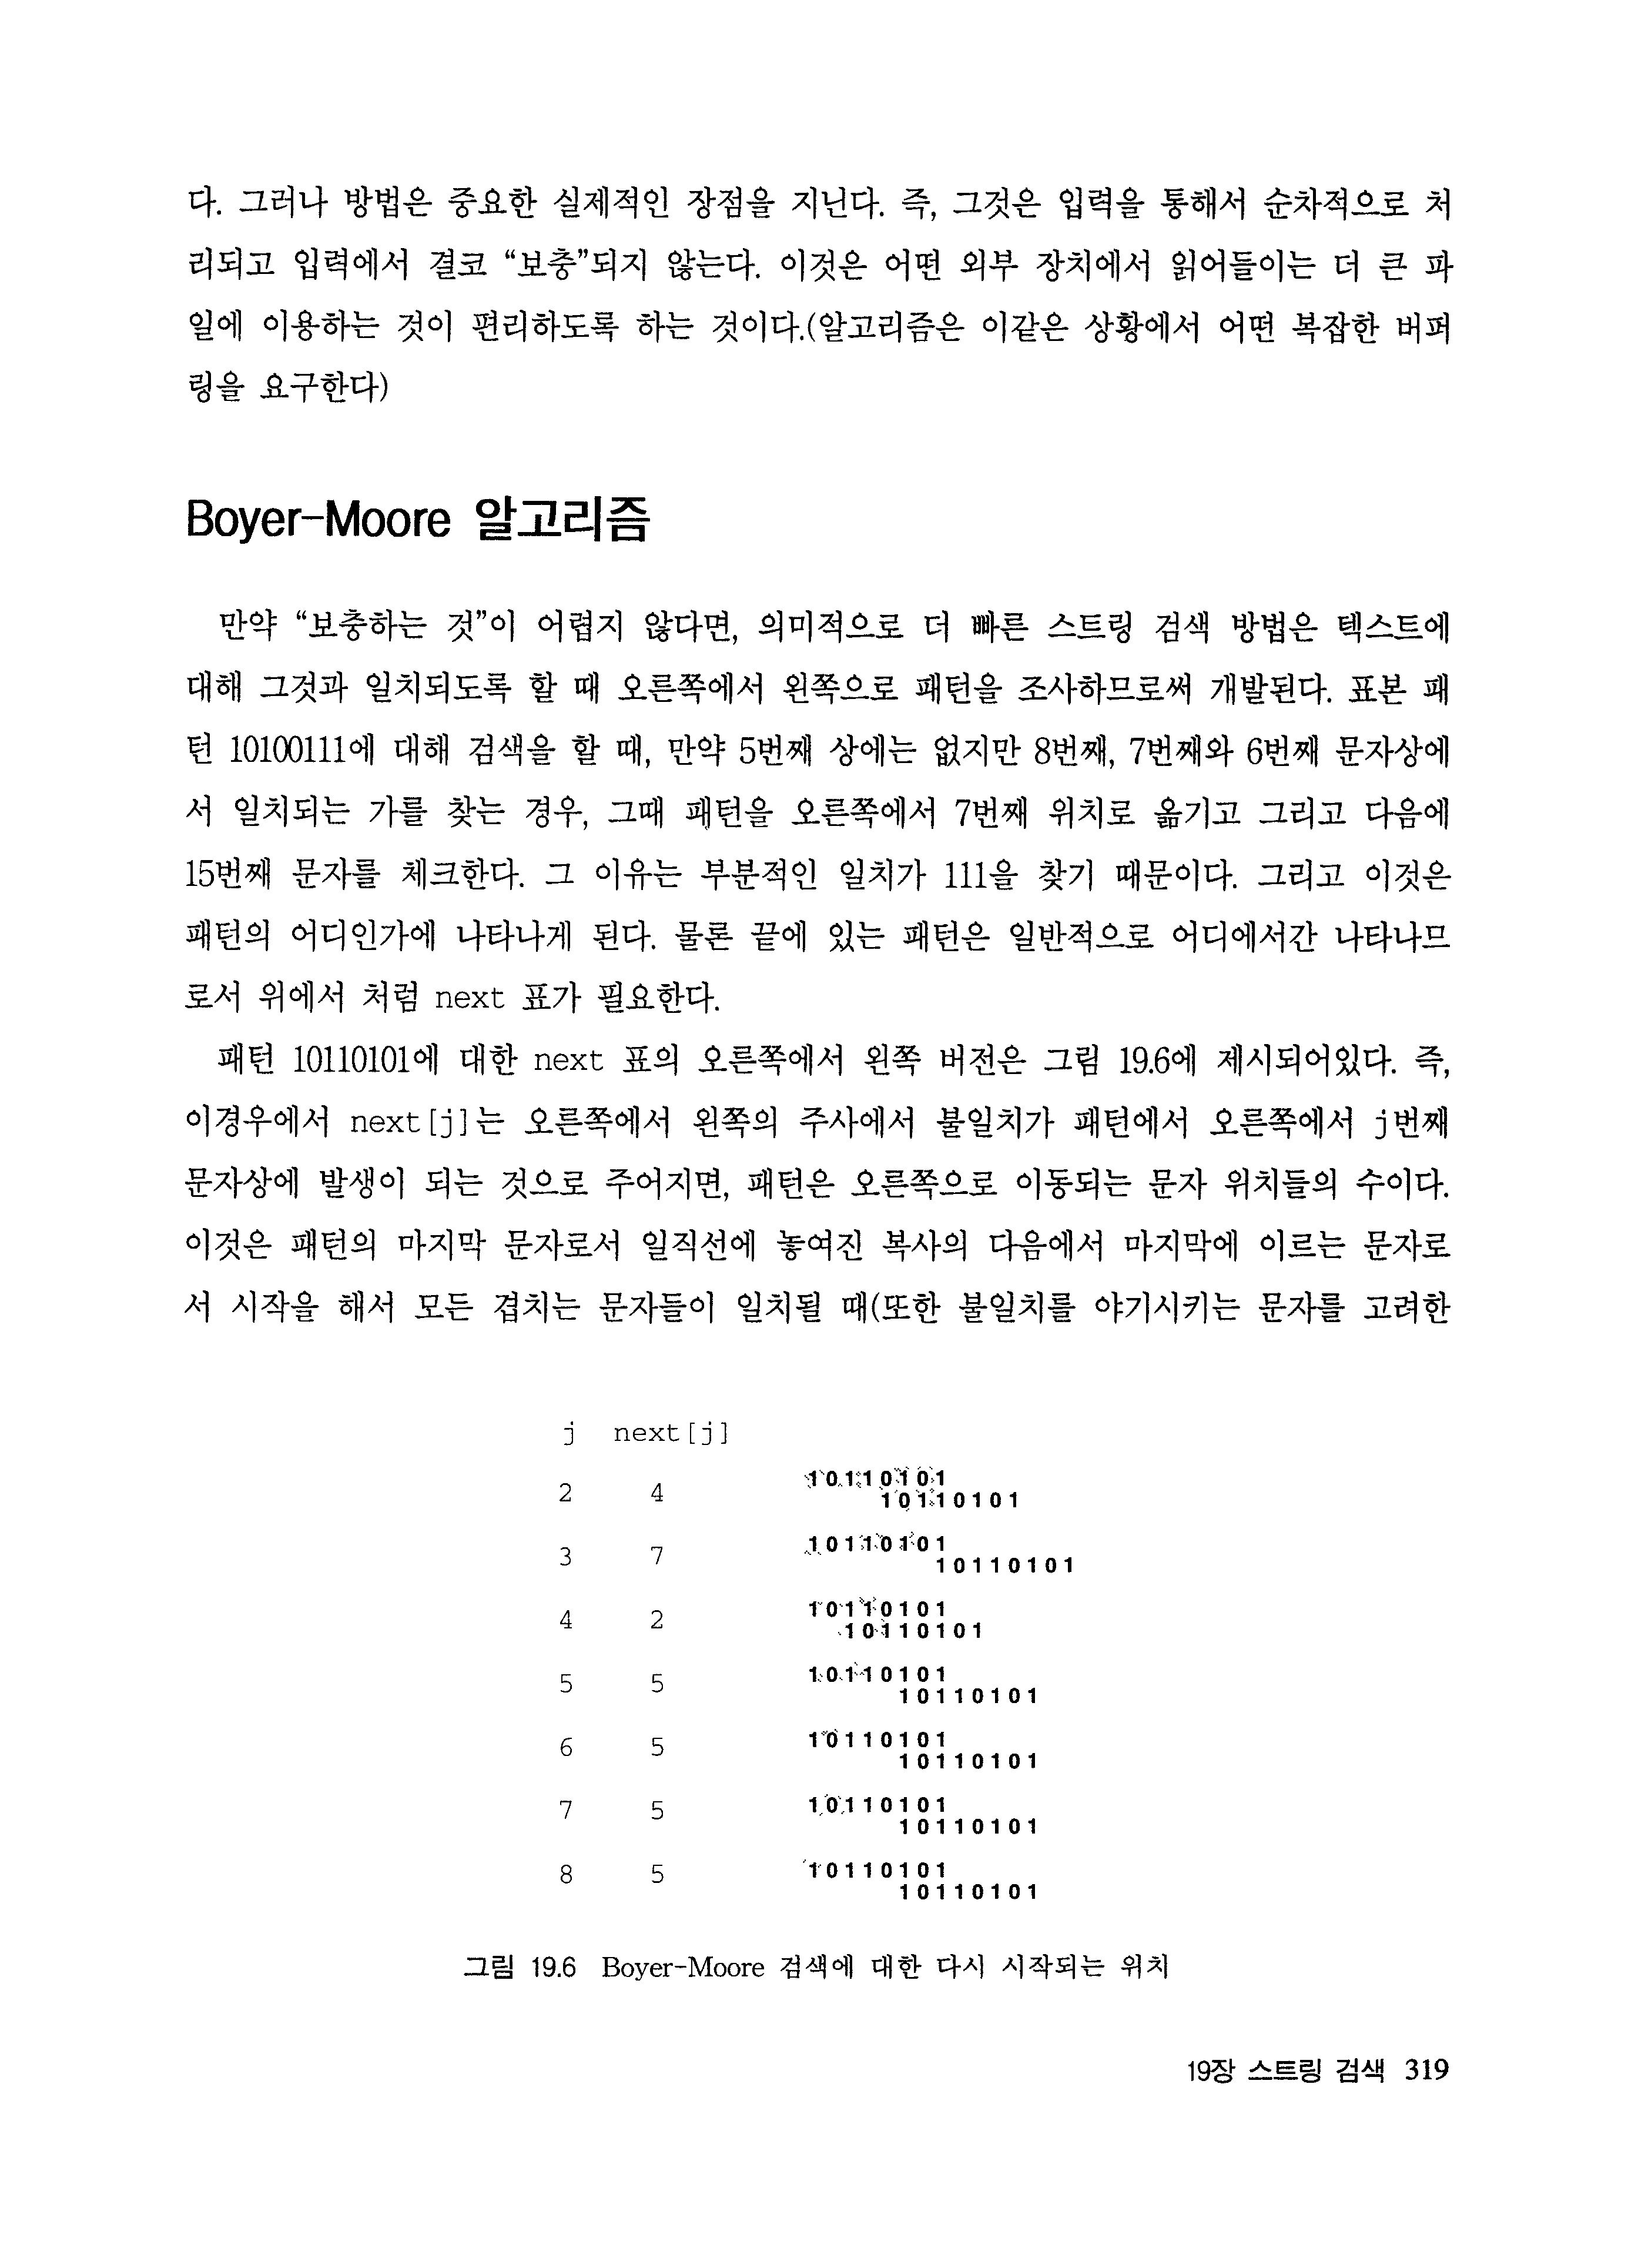 다. 그러나 방법은 중요한 실제적인 장점을 지닌다. 즉, 그것은 입력을 통해서 순차적으로 처
리되고 입력에서 결코 “보충”되지 않는다. 이것은 어떤 외부 장치에서 읽어들이는 더 큰 파
일에 이용하는 것이 편리하도록 하는 것이다.(알고리즘은 이같은 상황에서 어떤 복잡한 버퍼
링을 요구한다)
Boyer-Moore 알고리즘
만약 “보충하는 것”이 어렵지 않다면, 의미적으로 더 빠른 스트링 검색 방법은 텍스트에
대해 그것과 일치되도록 할 때 오른쪽에서 왼쪽으로 패턴을 조사하므로써 개발된다. 표본 패
턴 10100111에 대해 검색을 할 때, 만약 5번째 상에는 없지만 8번째, 7번째와 6번째 문자상에
서 일치되는 가를 찾는 경우, 그때 패턴을 오른쪽에서 7번째 위치로 옮기고 그리고 다음에
15번째 문자를 체크한다. 그 이유는 부분적인 일치가 111을 찾기 때문이다. 그리고 이것은
패턴의 어디인가에 나타나게 된다. 물론 끝에 있는 패턴은 일반적으로 어디에서간 나타나므
로서 위에서 처럼 next 표가 필요한다.
패턴 10110101에 대한 next 표의 오른쪽에서 왼쪽 버전은 그림 19.6에 제시되어있다. 즉,
이경우에서 next[j]는 오른쪽에서 왼쪽의 주사에서 불일치가 패턴에서 오른쪽에서 j번째
문자상에 발생이 되는 것으로 주어지면, 패턴은 오른쪽으로 이동되는 문자 위치들의 수이다.
이것은 패턴의 마지막 문자로서 일직선에 놓여진 복사의 다음에서 마지막에 이르는 문자로
서 시작을 해서 모든 겹치는 문자들이 일치될 때(또한 불일치를 야기시키는 문자를 고려한
j next[j]
2 4 10110101
10110101
3 7 10110101
10110101
4 2 10110101
10110101
5 5 10110101
10110101
6 5 10110101
10110101
7 5 10110101
10110101
8 5 10110101
10110101
그림 19.6 Boyer-Moore 검색에 대한 다시 시작되는 위치
19장 스트링 검색 319